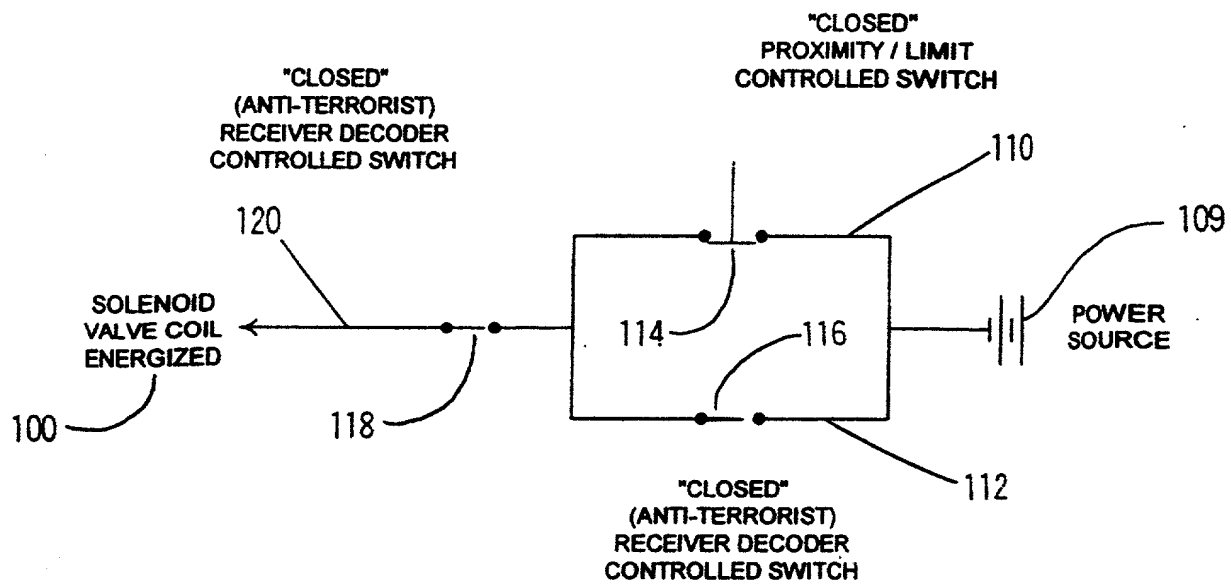 "CLOSED"
PROXIMITY / LIMIT
CONTROLLED SWITCH
"CLOSED"
(ANTI-TERRORIST)
RECEIVER DECODER
CONTROLLED SWITCH
110
109
120
SOLENOID
VALVE COIL
ENERGIZED
114
116
POWER
SOURCE
100
118
112
"CLOSED"
(ANTI-TERRORIST)
RECEIVER DECODER
CONTROLLED SWITCH